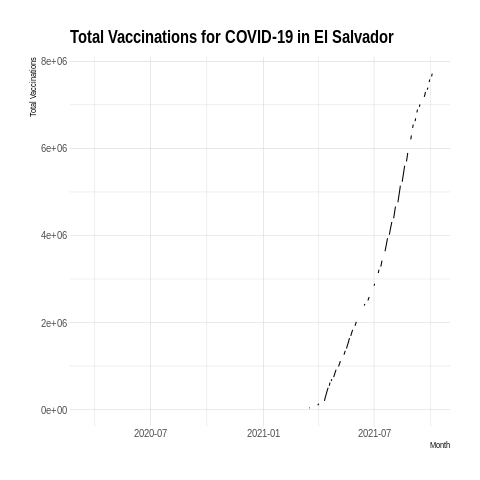 Total Vaccinations for COVID-19 in El Salvador
Total Vaccinations
8e+06
6e+06
4e+06
2e+06
0e+00
2020-07 2021-01 2021-07
Month